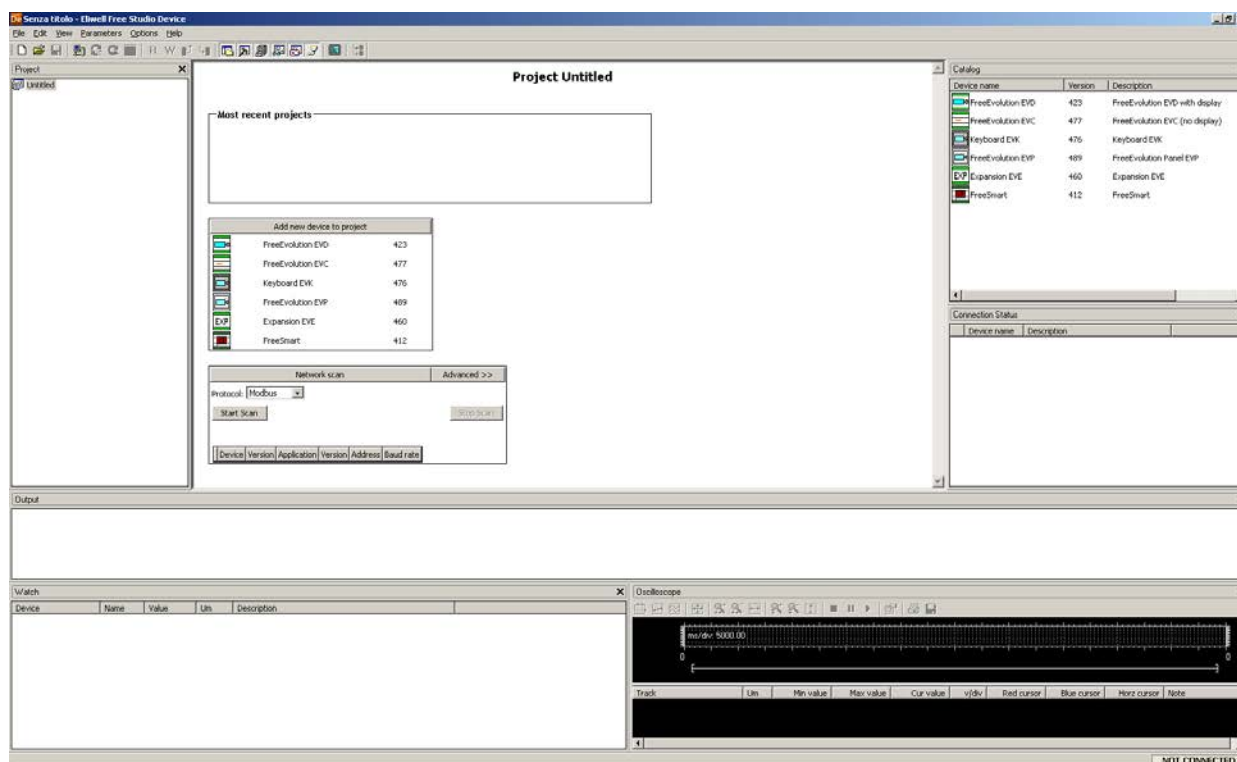 De Senza titolo - Eliwell Free Studio Device
File Edit View Parameters Options Help
R W
Project
Untitled
Project Untitled
Most recent projects
Add new device to project
FreeEvolution EVD 423
FreeEvolution EVC 477
Keyboard EVK 476
FreeEvolution EVP 489
EXP Expansion EVE 460
FreeSmart 412
Network scan Advanced >>
Protocol: Modbus
Start Scan Stop Scan
Device Version Application Version Address Baud rate
Catalog
Device name Version Description
FreeEvolution EVD 423 FreeEvolution EVD with display
FreeEvolution EVC 477 FreeEvolution EVC (no display)
Keyboard EVK 476 Keyboard EVK
FreeEvolution EVP 489 FreeEvolution Panel EVP
EXP Expansion EVE 460 Expansion EVE
FreeSmart 412 FreeSmart
Connection Status
Device name Description
Output
Watch
Device Name Value Um Description
Oscilloscope
ms/div: 5000.00
0 0
0
Track Um Min value Max value Cur value v/div Red cursor Blue cursor Horz cursor Note
NOT CONNECTED